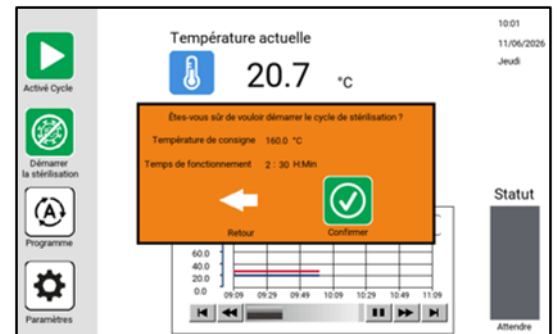 Température actuelle
20.7 °C
10:01
11/06/2026
Jeudi
Activé Cycle
Démarrer
la stérilisation
Programme
Paramètres
Êtes-vous sûr de vouloir démarrer le cycle de stérilisation ?
Température de consigne 160.0 °C
Temps de fonctionnement 2 : 30 H:Min
Retour
Confirmer
60.0
40.0
20.0
0.0
09:09 09:29 09:49 10:09 10:29 10:49 11:09
Statut
Attendre